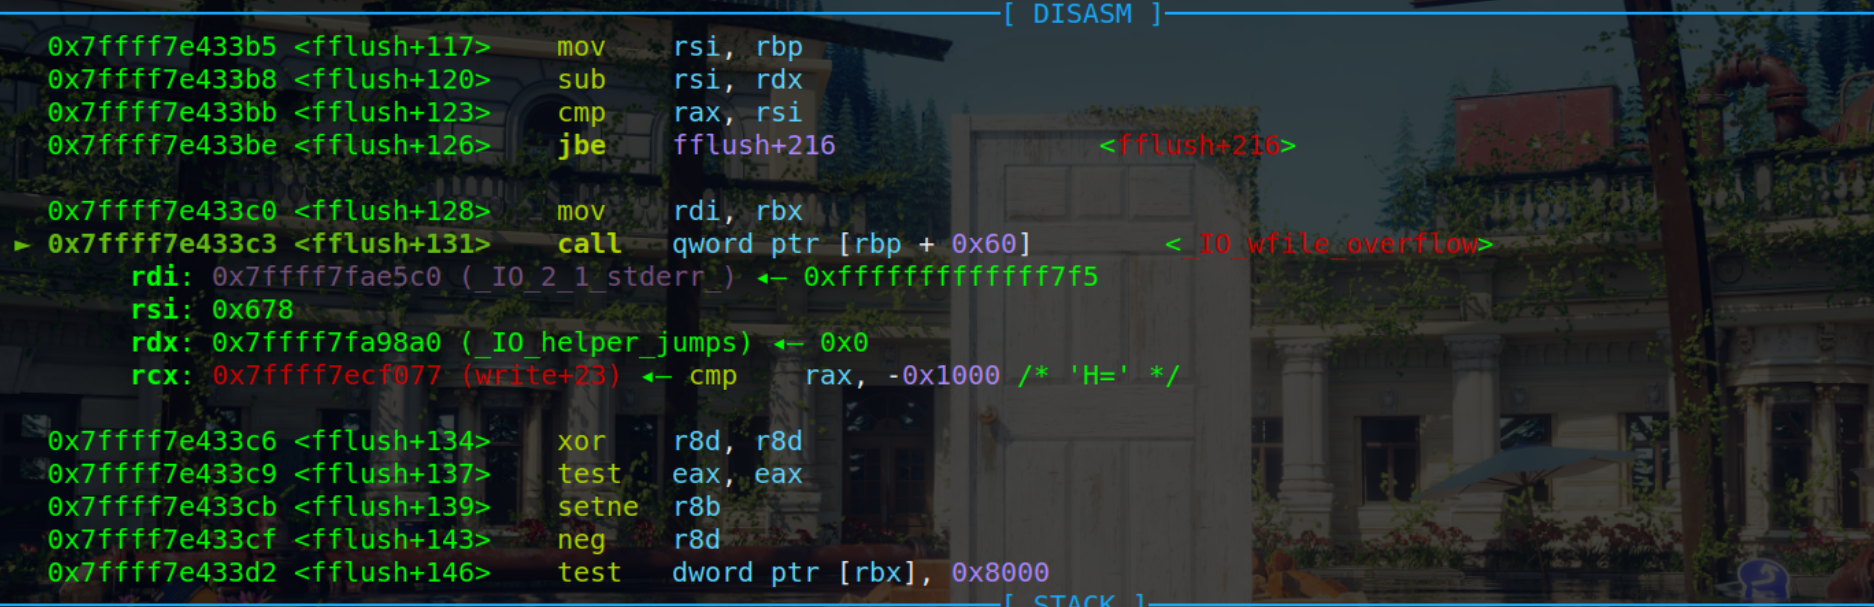 [ DISASM ]
0x7ffff7e433b5 <fflush+117> mov rsi, rbp
0x7ffff7e433b8 <fflush+120> sub rsi, rdx
0x7ffff7e433bb <fflush+123> cmp rax, rsi
0x7ffff7e433be <fflush+126> jbe fflush+216 <fflush+216>
0x7ffff7e433c0 <fflush+128> mov rdi, rbx
► 0x7ffff7e433c3 <fflush+131> call qword ptr [rbp + 0x60] <_IO_wfile_overflow>
rdi: 0x7ffff7fae5c0 (_IO_2_1_stderr_) ◂— 0xfffffffffffff7f5
rsi: 0x678
rdx: 0x7ffff7fa98a0 (_IO_helper_jumps) ◂— 0x0
rcx: 0x7ffff7ecf077 (write+23) ◂— cmp rax, -0x1000 /* 'H=' */
0x7ffff7e433c6 <fflush+134> xor r8d, r8d
0x7ffff7e433c9 <fflush+137> test eax, eax
0x7ffff7e433cb <fflush+139> setne r8b
0x7ffff7e433cf <fflush+143> neg r8d
0x7ffff7e433d2 <fflush+146> test dword ptr [rbx], 0x8000
[ STACK ]